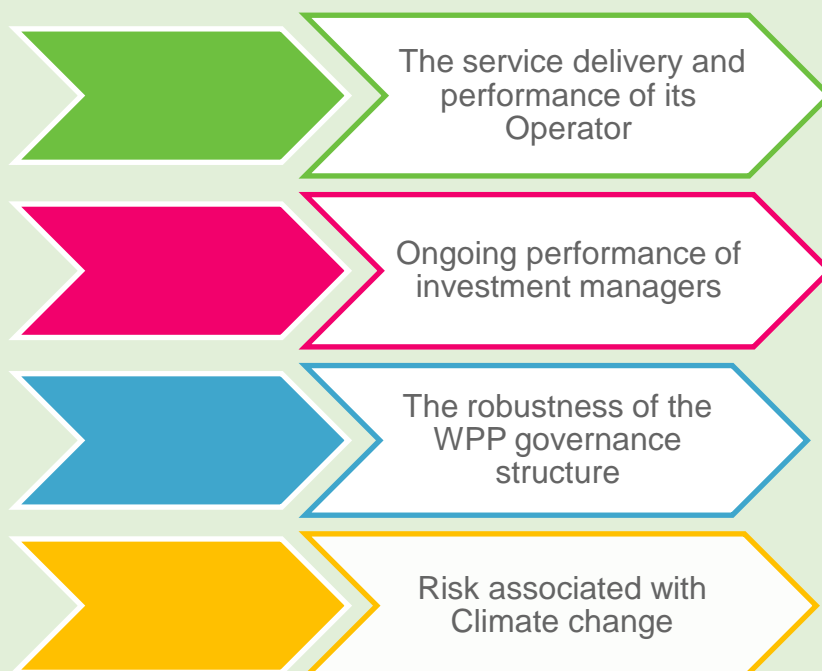 The service delivery and
performance of its
Operator
Ongoing performance of
investment managers
The robustness of the
WPP governance
structure
Risk associated with
Climate change